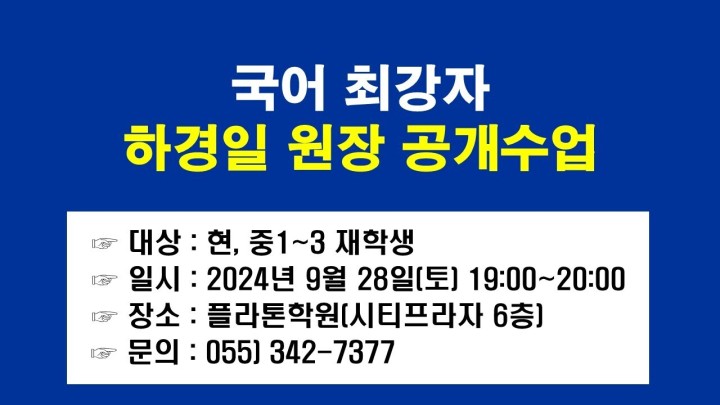 국어 최강자
하경일 원장 공개수업
☞ 대상 : 현, 중1~3 재학생
☞ 일시 : 2024년 9월 28일(토) 19:00~20:00
☞ 장소 : 플라톤학원(시티프라자 6층)
☞ 문의 : 055) 342-7377